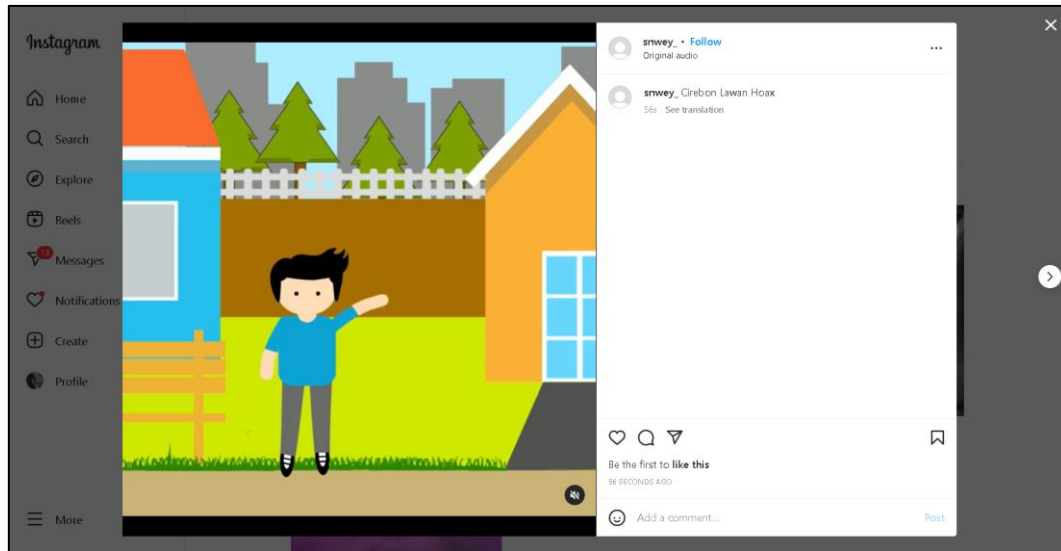 Instagram
Home
Search
Explore
Reels
Messages
Notifications
Create
Profile
More
snwey_ • Follow
Original audio
snwey_ Cirebon Lawan Hoax
56s See translation
Be the first to like this
56 SECONDS AGO
Add a comment...
Post